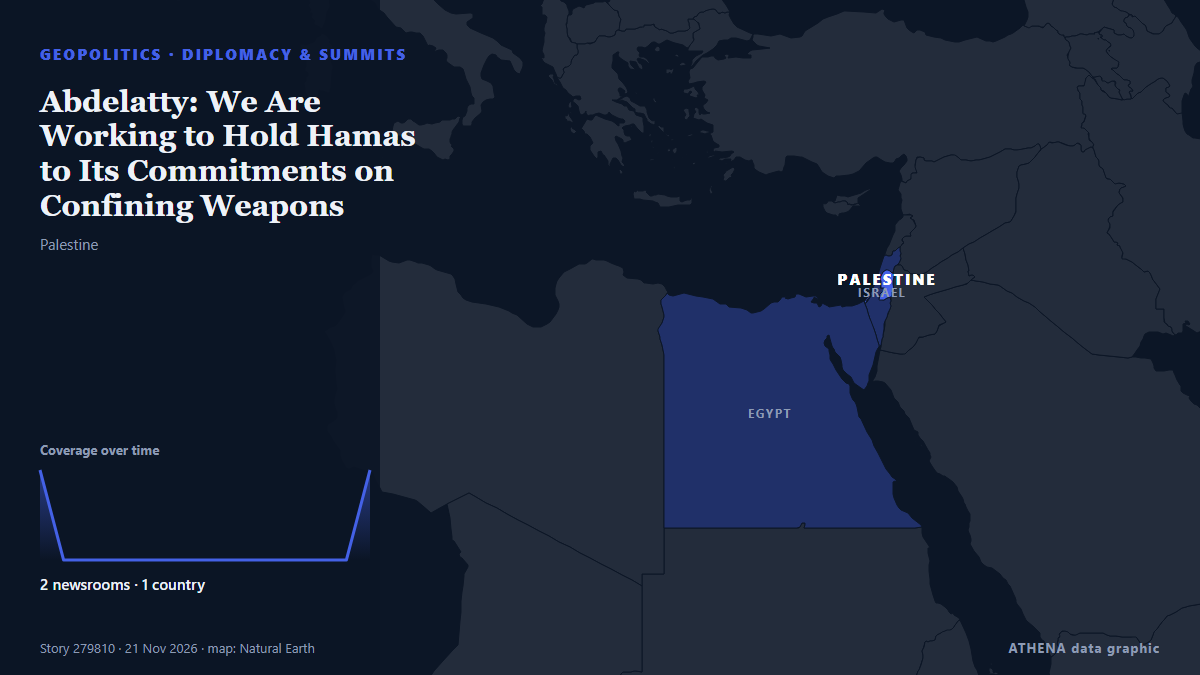 GEOPOLITICS · DIPLOMACY & SUMMITS
Abdelatty: We Are
Working to Hold Hamas
to Its Commitments on
Confining Weapons
Palestine
PALESTINE
ISRAEL
EGYPT
Coverage over time
2 newsrooms · 1 country
Story 279810 · 21 Nov 2026 · map: Natural Earth
ATHENA data graphic